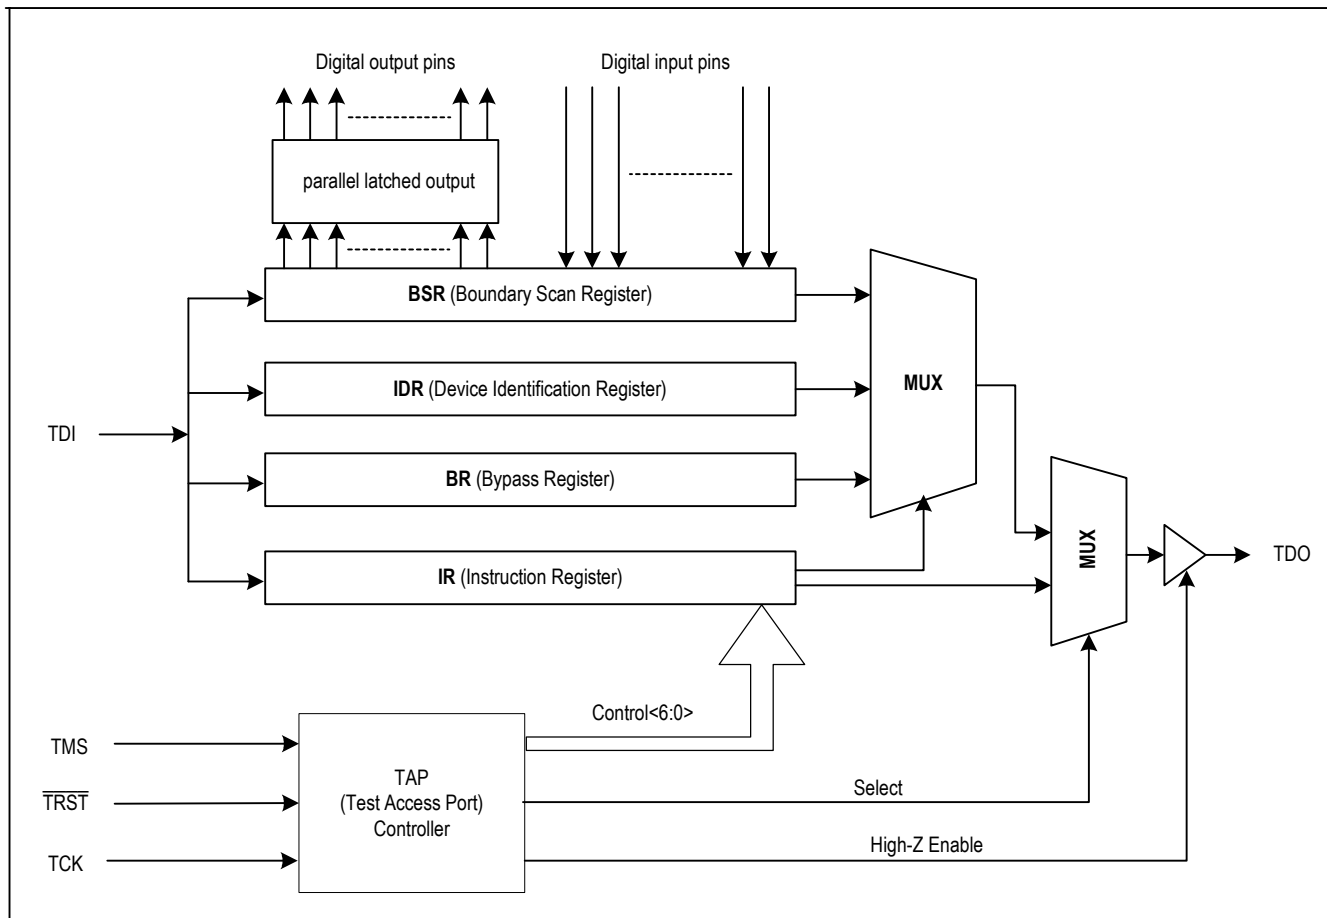 Digital output pins
Digital input pins
parallel latched output
BSR (Boundary Scan Register)
IDR (Device Identification Register)
MUX
TDI
BR (Bypass Register)
MUX
TDO
IR (Instruction Register)
Control<6:0>
TMS
TAP
(Test Access Port)
Controller
TRST
Select
TCK
High-Z Enable